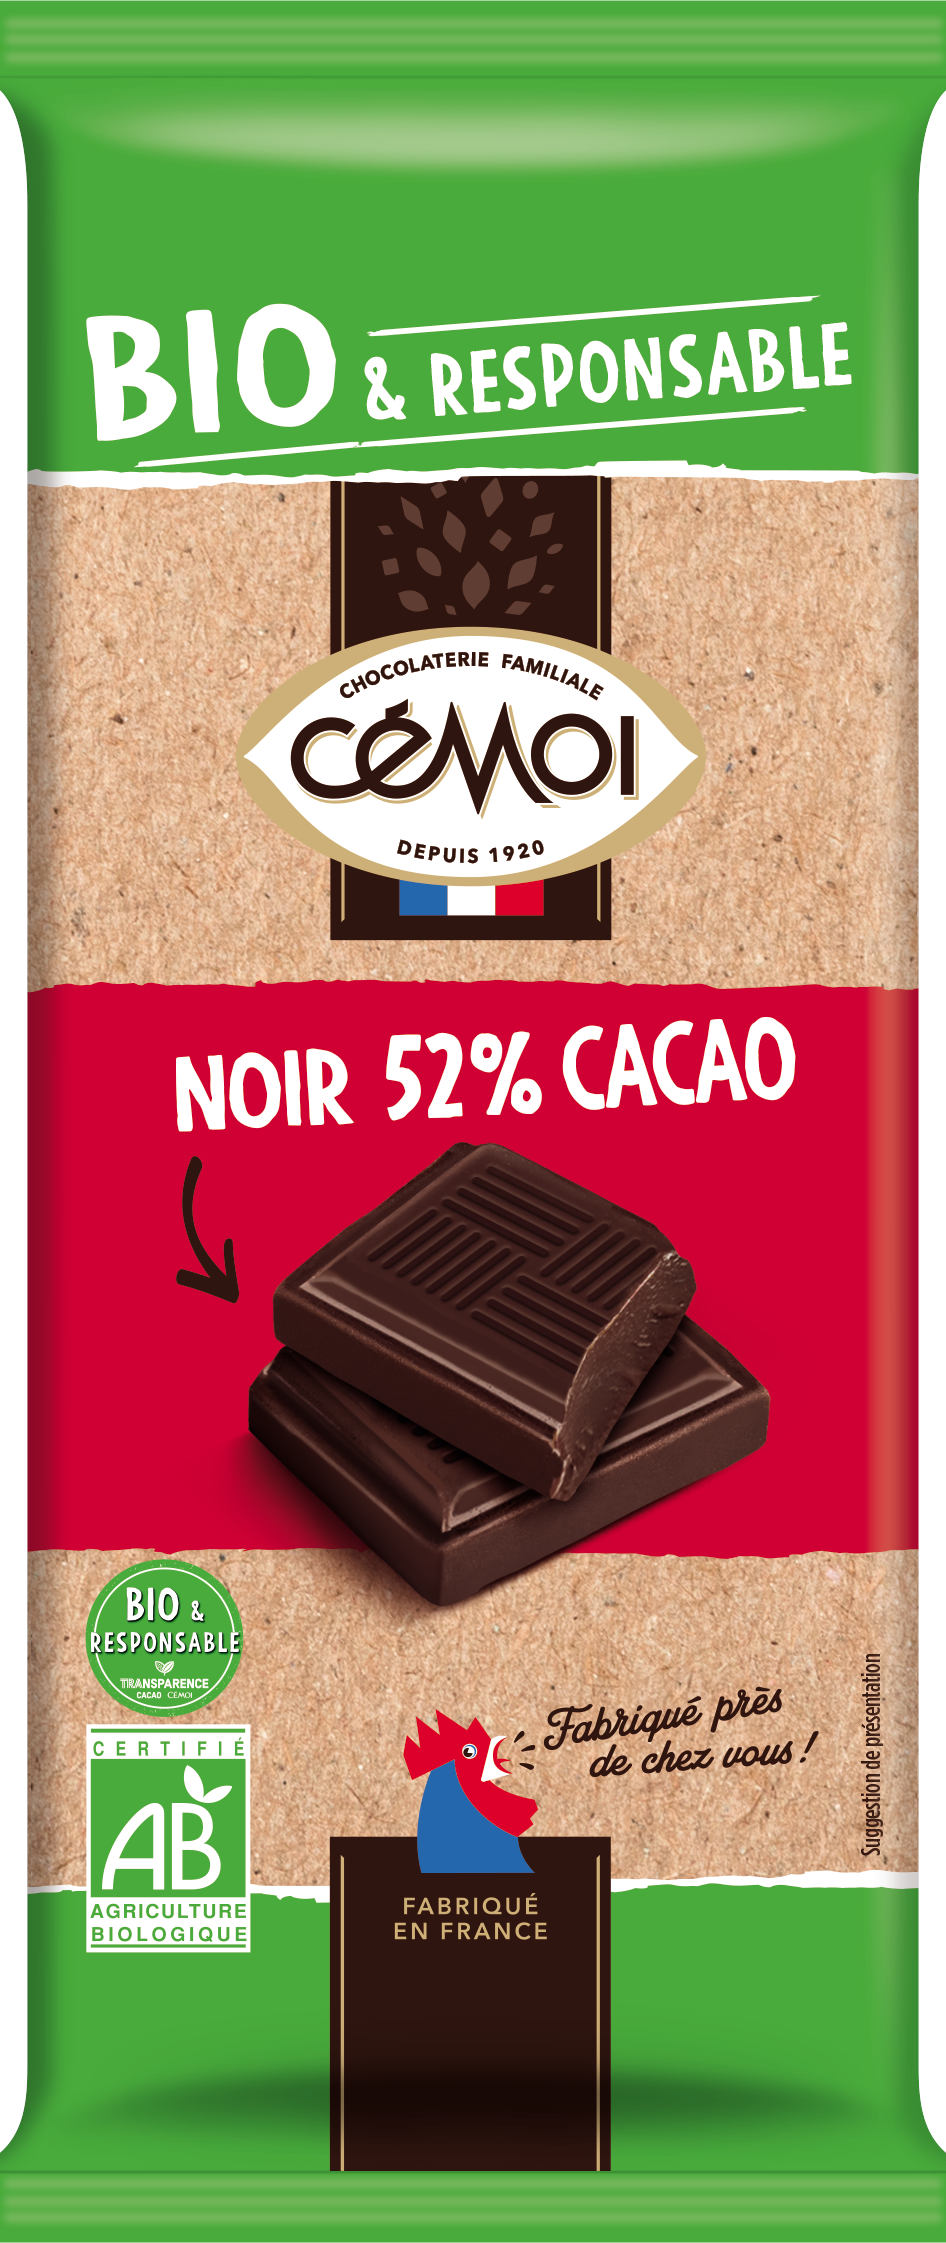 BIO & RESPONSABLE
CHOCOLATERIE FAMILIALE
CÉMOI
DEPUIS 1920
NOIR 52% CACAO
BIO &
RESPONSABLE
TRANSPARENCE
CACAO CÉMOI
CERTIFIÉ
AB
AGRICULTURE
BIOLOGIQUE
Fabriqué près
de chez vous !
FABRIQUÉ
EN FRANCE
Suggestion de présentation